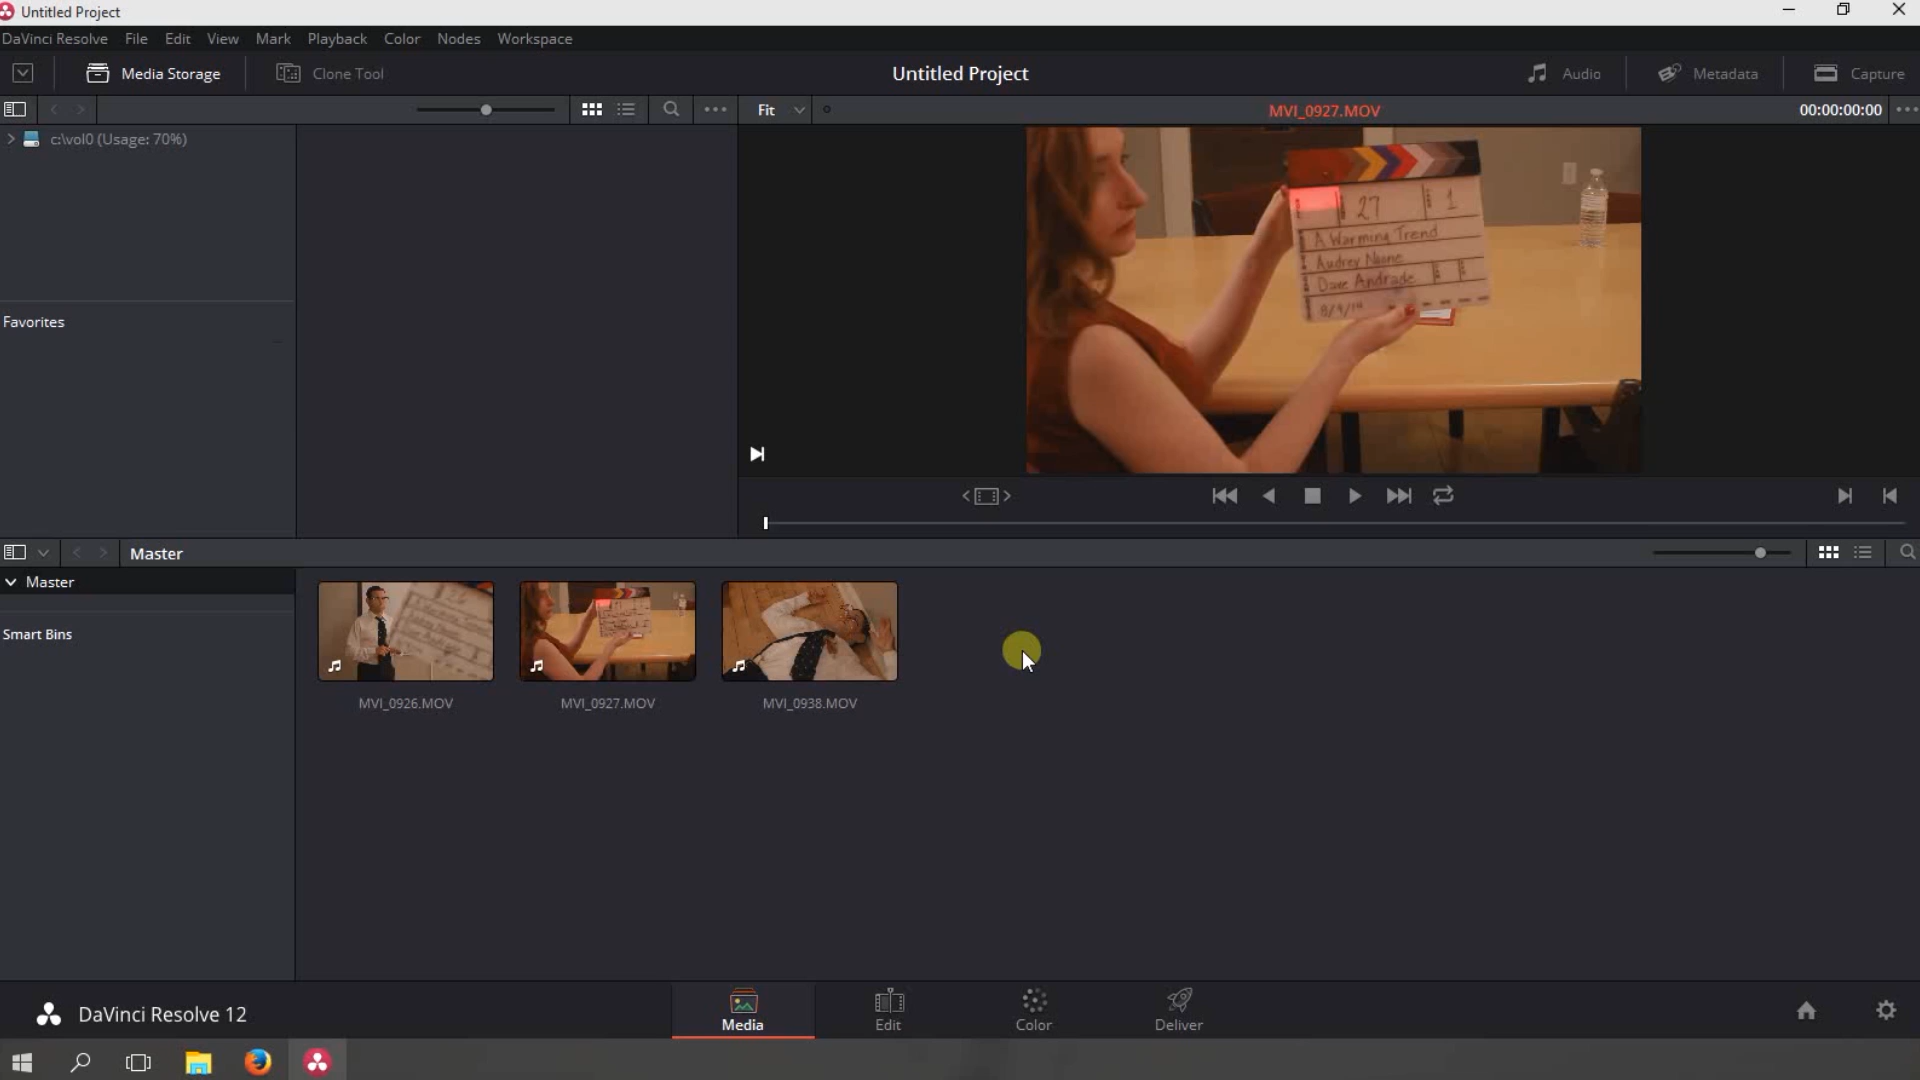 Untitled Project
DaVinci Resolve File Edit View Mark Playback Color Nodes Workspace
Media Storage Clone Tool Untitled Project Audio Metadata Capture
Fit MVI_0927.MOV 00:00:00:00
c:\vol0 (Usage: 70%)
27 1
A Warming Trend
Audrey Noone
Dave Andrade
Favorites
Master
Master
Smart Bins
MVI_0926.MOV MVI_0927.MOV MVI_0938.MOV
DaVinci Resolve 12
Media Edit Color Deliver